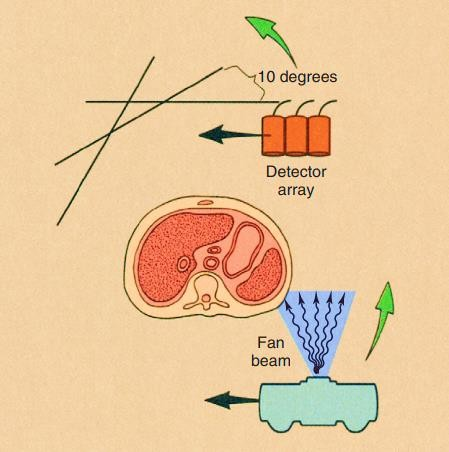 10 degrees
Detector
array
Fan
beam